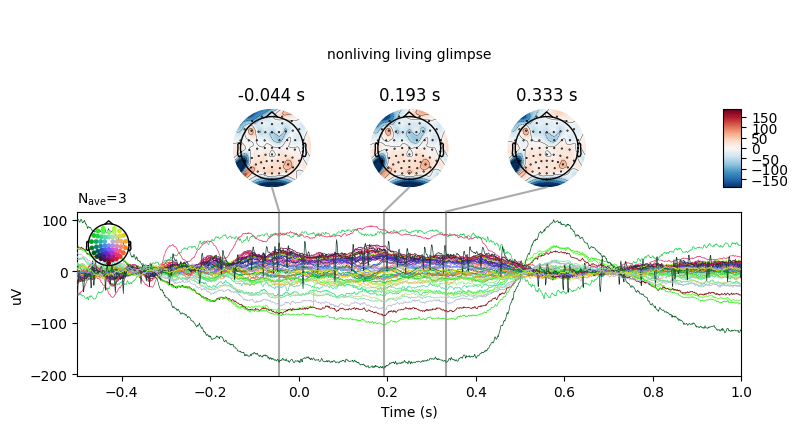 nonliving living glimpse
-0.044 s 0.193 s 0.333 s
150
100
50
0
−50
−100
−150
Nave=3
100
0
−100
−200
uV
−0.4 −0.2 0.0 0.2 0.4 0.6 0.8 1.0
Time (s)